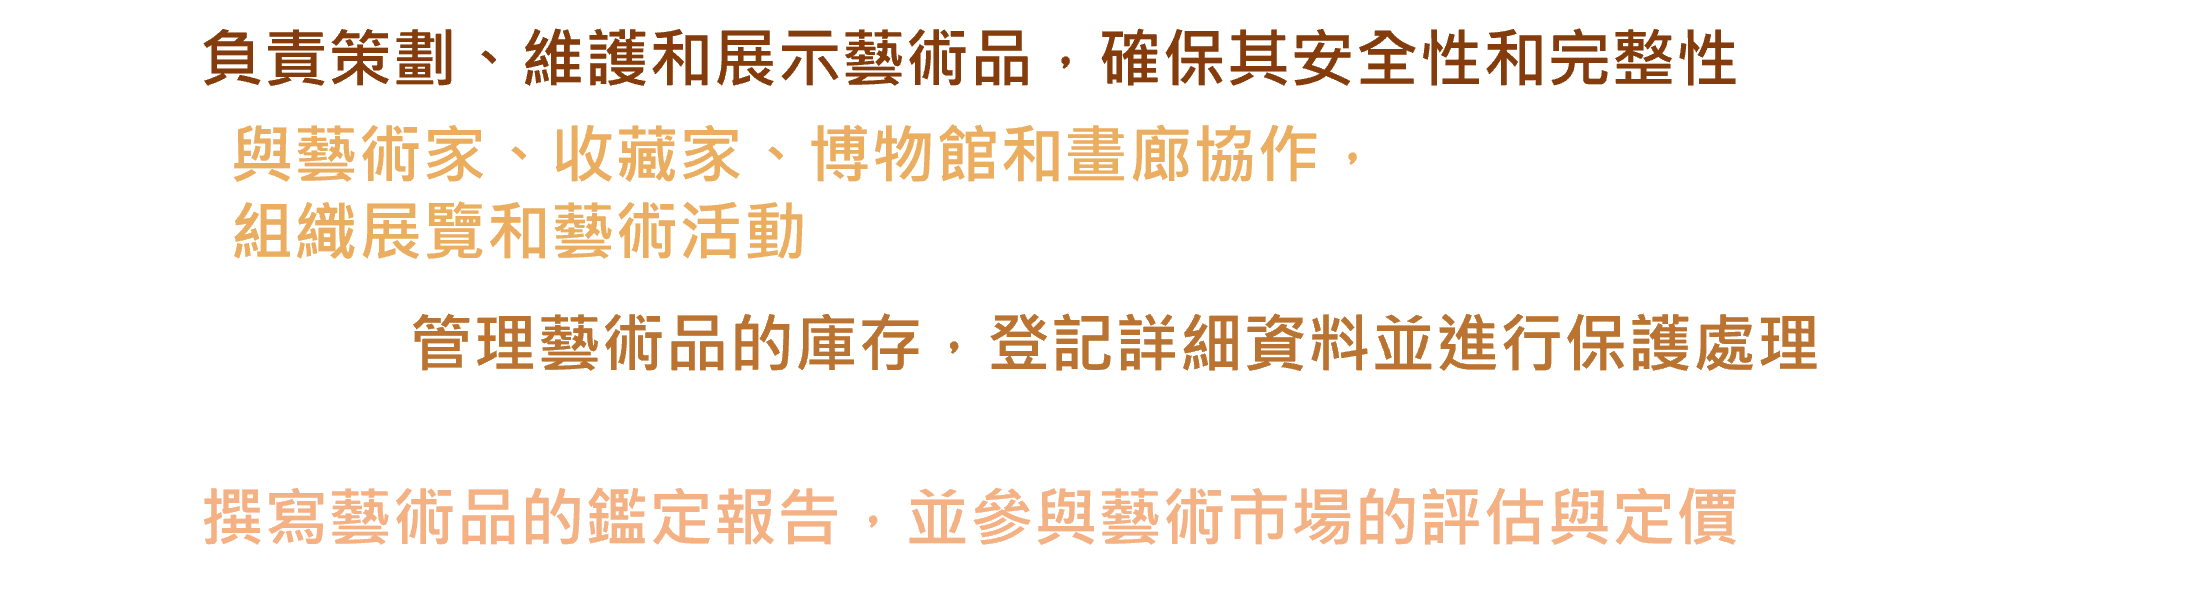 負責策劃、維護和展示藝術品，確保其安全性和完整性
與藝術家、收藏家、博物館和畫廊協作，
組織展覽和藝術活動
管理藝術品的庫存，登記詳細資料並進行保護處理
撰寫藝術品的鑑定報告，並參與藝術市場的評估與定價